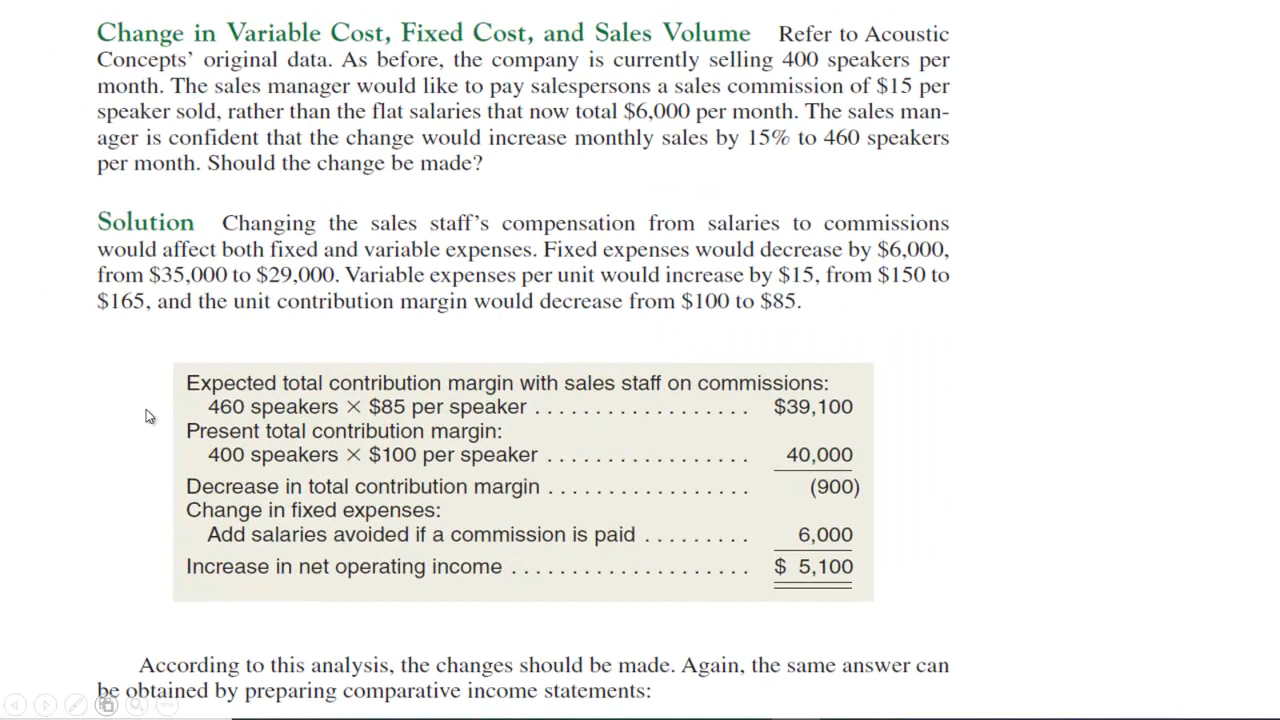 Change in Variable Cost, Fixed Cost, and Sales Volume Refer to Acoustic
Concepts' original data. As before, the company is currently selling 400 speakers per
month. The sales manager would like to pay salespersons a sales commission of $15 per
speaker sold, rather than the flat salaries that now total $6,000 per month. The sales man-
ager is confident that the change would increase monthly sales by 15% to 460 speakers
per month. Should the change be made?
Solution Changing the sales staff's compensation from salaries to commissions
would affect both fixed and variable expenses. Fixed expenses would decrease by $6,000,
from $35,000 to $29,000. Variable expenses per unit would increase by $15, from $150 to
$165, and the unit contribution margin would decrease from $100 to $85.
Expected total contribution margin with sales staff on commissions:
460 speakers × $85 per speaker . . . . . . . . . . . . . . . . . . . $39,100
Present total contribution margin:
400 speakers × $100 per speaker . . . . . . . . . . . . . . . . . . 40,000
Decrease in total contribution margin . . . . . . . . . . . . . . . . . . (900)
Change in fixed expenses:
Add salaries avoided if a commission is paid . . . . . . . . . 6,000
Increase in net operating income . . . . . . . . . . . . . . . . . . . . . $ 5,100
According to this analysis, the changes should be made. Again, the same answer can
be obtained by preparing comparative income statements: